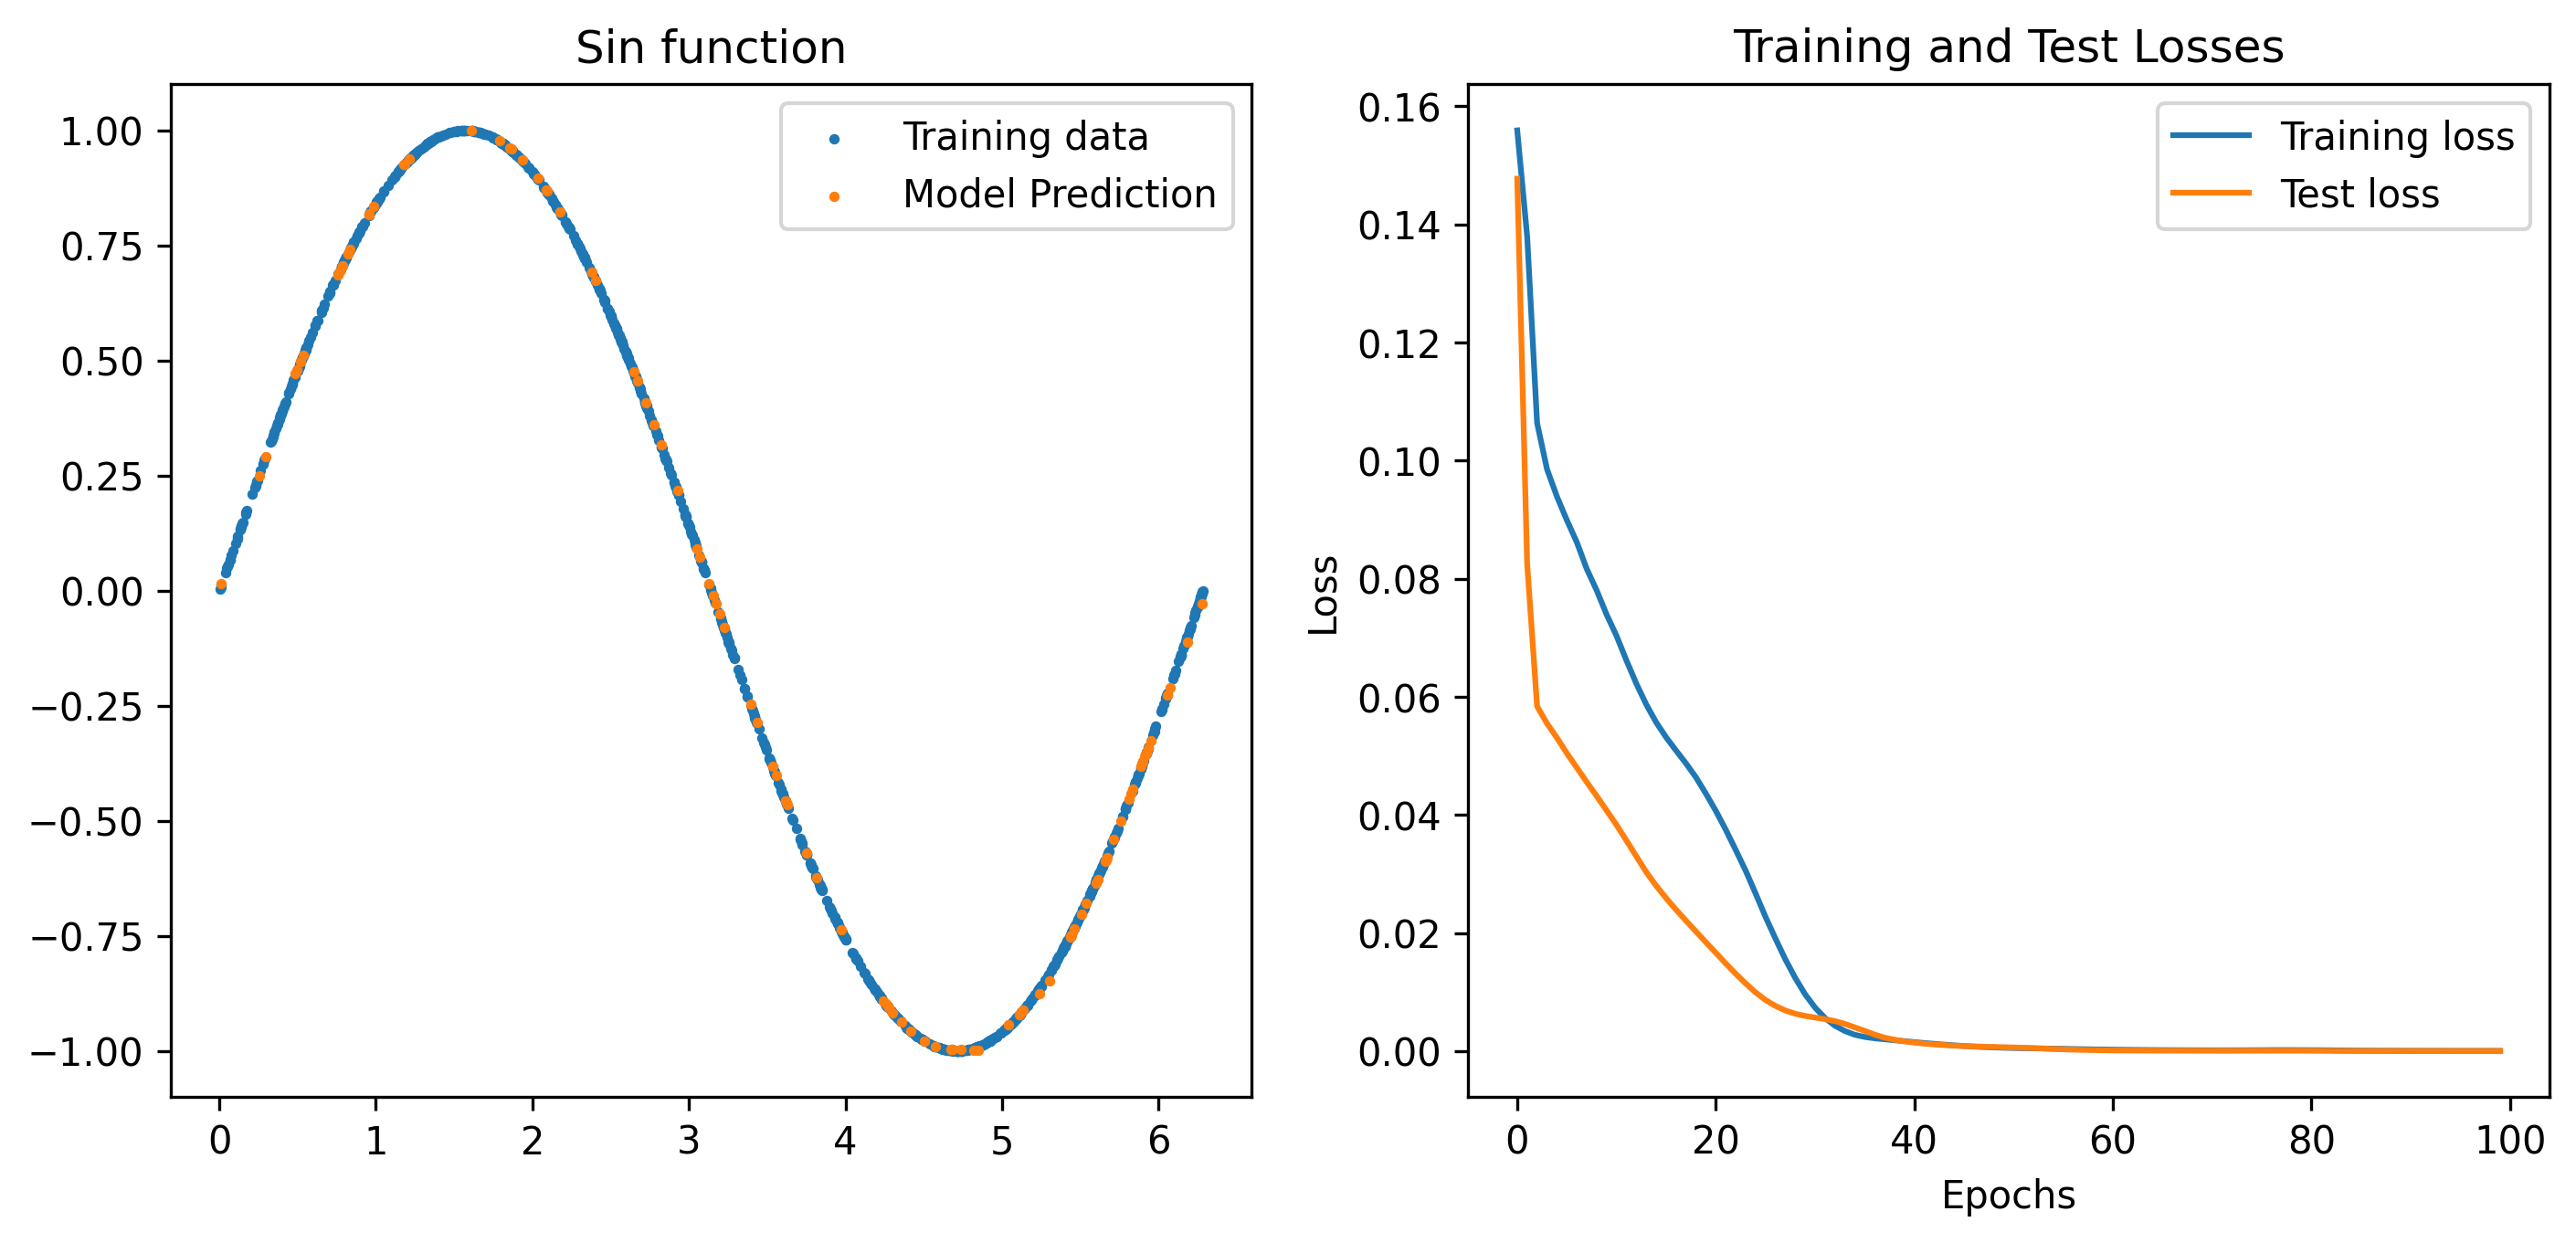 Sin function
Training data
Model Prediction
1.00
0.75
0.50
0.25
0.00
−0.25
−0.50
−0.75
−1.00
0 1 2 3 4 5 6
Training and Test Losses
Training loss
Test loss
0.16
0.14
0.12
0.10
0.08
0.06
0.04
0.02
0.00
Loss
0 20 40 60 80 100
Epochs